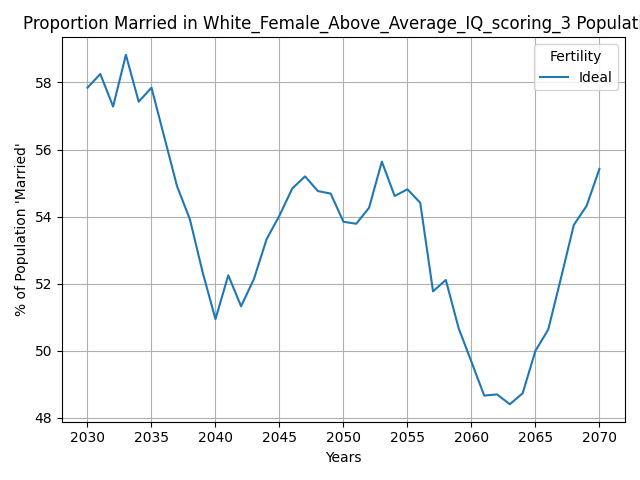 Proportion Married in White_Female_Above_Average_IQ_scoring_3 Populati
Fertility
Ideal
58
56
54
52
50
48
% of Population 'Married'
2030 2035 2040 2045 2050 2055 2060 2065 2070
Years